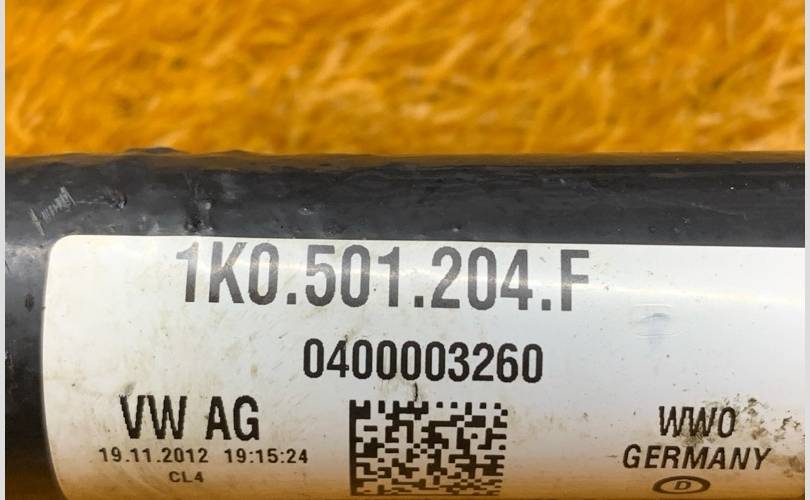 1K0.501.204.F
0400003260
VW AG
19.11.2012 19:15:24
CL4
WWO
GERMANY
D